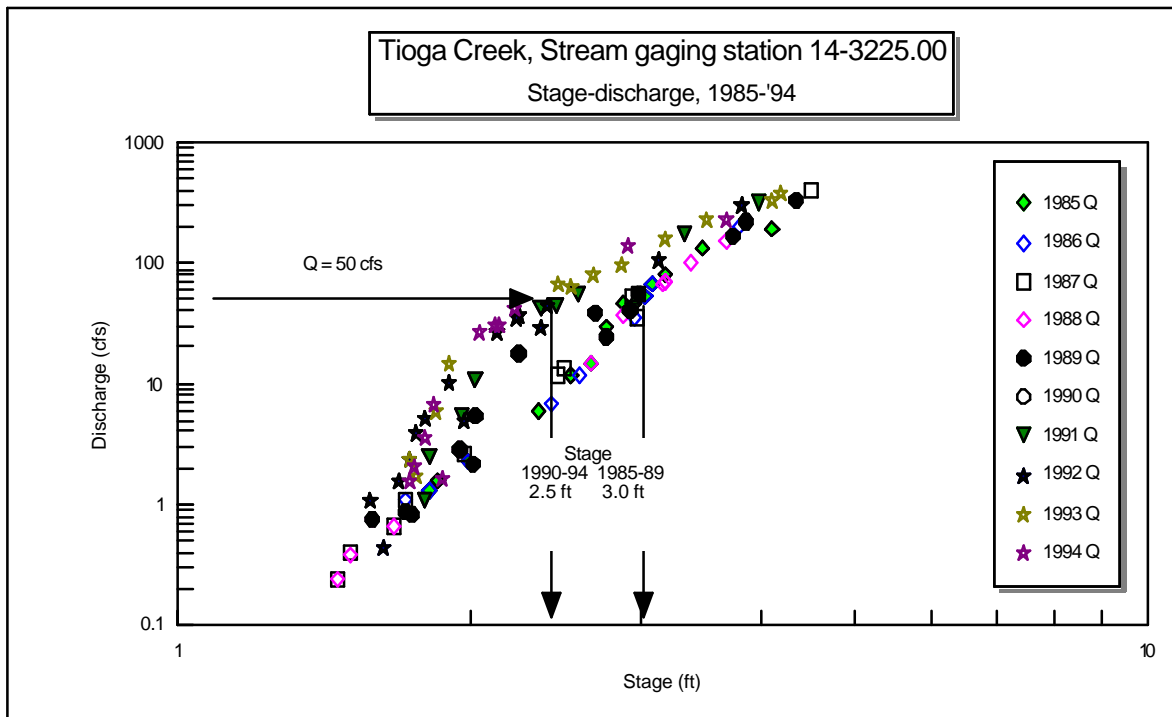 Tioga Creek, Stream gaging station 14-3225.00
Stage-discharge, 1985-'94
1000
100
10
1
0.1
Discharge (cfs)
Q = 50 cfs
Stage
1990-94 1985-89
2.5 ft 3.0 ft
1 10
Stage (ft)
1985 Q
1986 Q
1987 Q
1988 Q
1989 Q
1990 Q
1991 Q
1992 Q
1993 Q
1994 Q